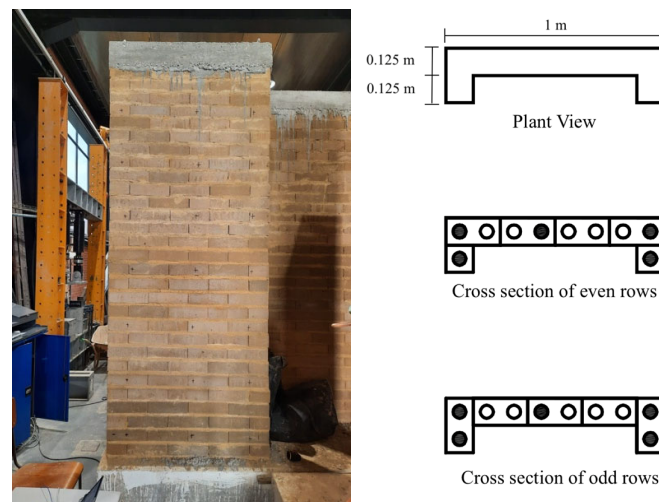 1 m
0.125 m
0.125 m
Plant View
Cross section of even rows
Cross section of odd rows